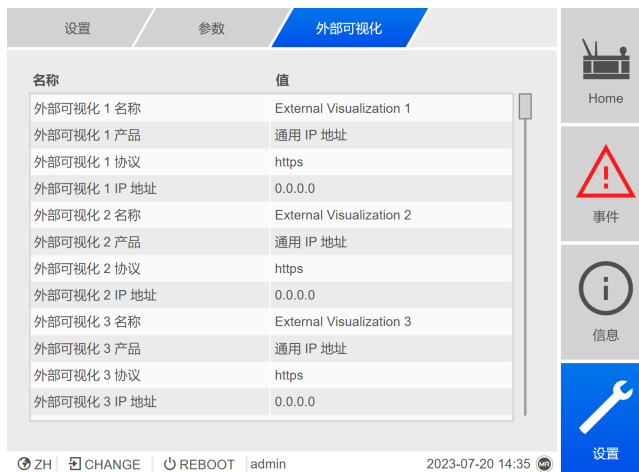 设置 参数 外部可视化
名称 值
外部可视化 1 名称 External Visualization 1
外部可视化 1 产品 通用 IP 地址
外部可视化 1 协议 https
外部可视化 1 IP 地址 0.0.0.0
外部可视化 2 名称 External Visualization 2
外部可视化 2 产品 通用 IP 地址
外部可视化 2 协议 https
外部可视化 2 IP 地址 0.0.0.0
外部可视化 3 名称 External Visualization 3
外部可视化 3 产品 通用 IP 地址
外部可视化 3 协议 https
外部可视化 3 IP 地址 0.0.0.0
Home
事件
信息
设置
ZH CHANGE REBOOT admin 2023-07-20 14:35 MR